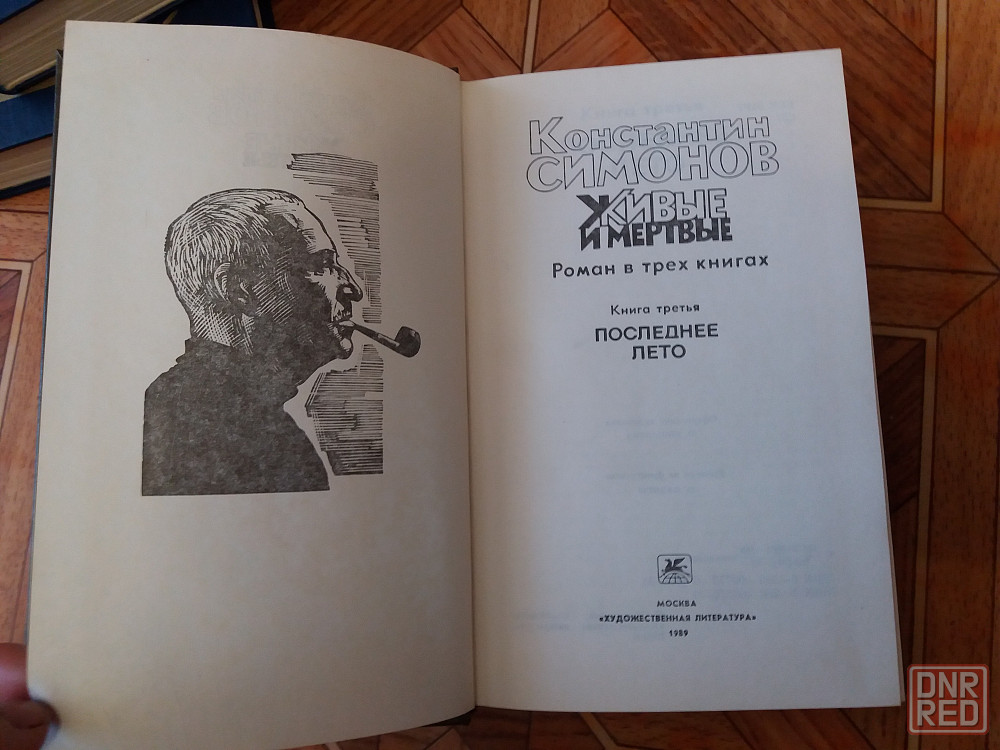 Константин
СИМОНОВ
ЖИВЫЕ
И МЕРТВЫЕ
Роман в трех книгах
Книга третья
ПОСЛЕДНЕЕ
ЛЕТО
МОСКВА
«ХУДОЖЕСТВЕННАЯ ЛИТЕРАТУРА»
1989
DNR
RED